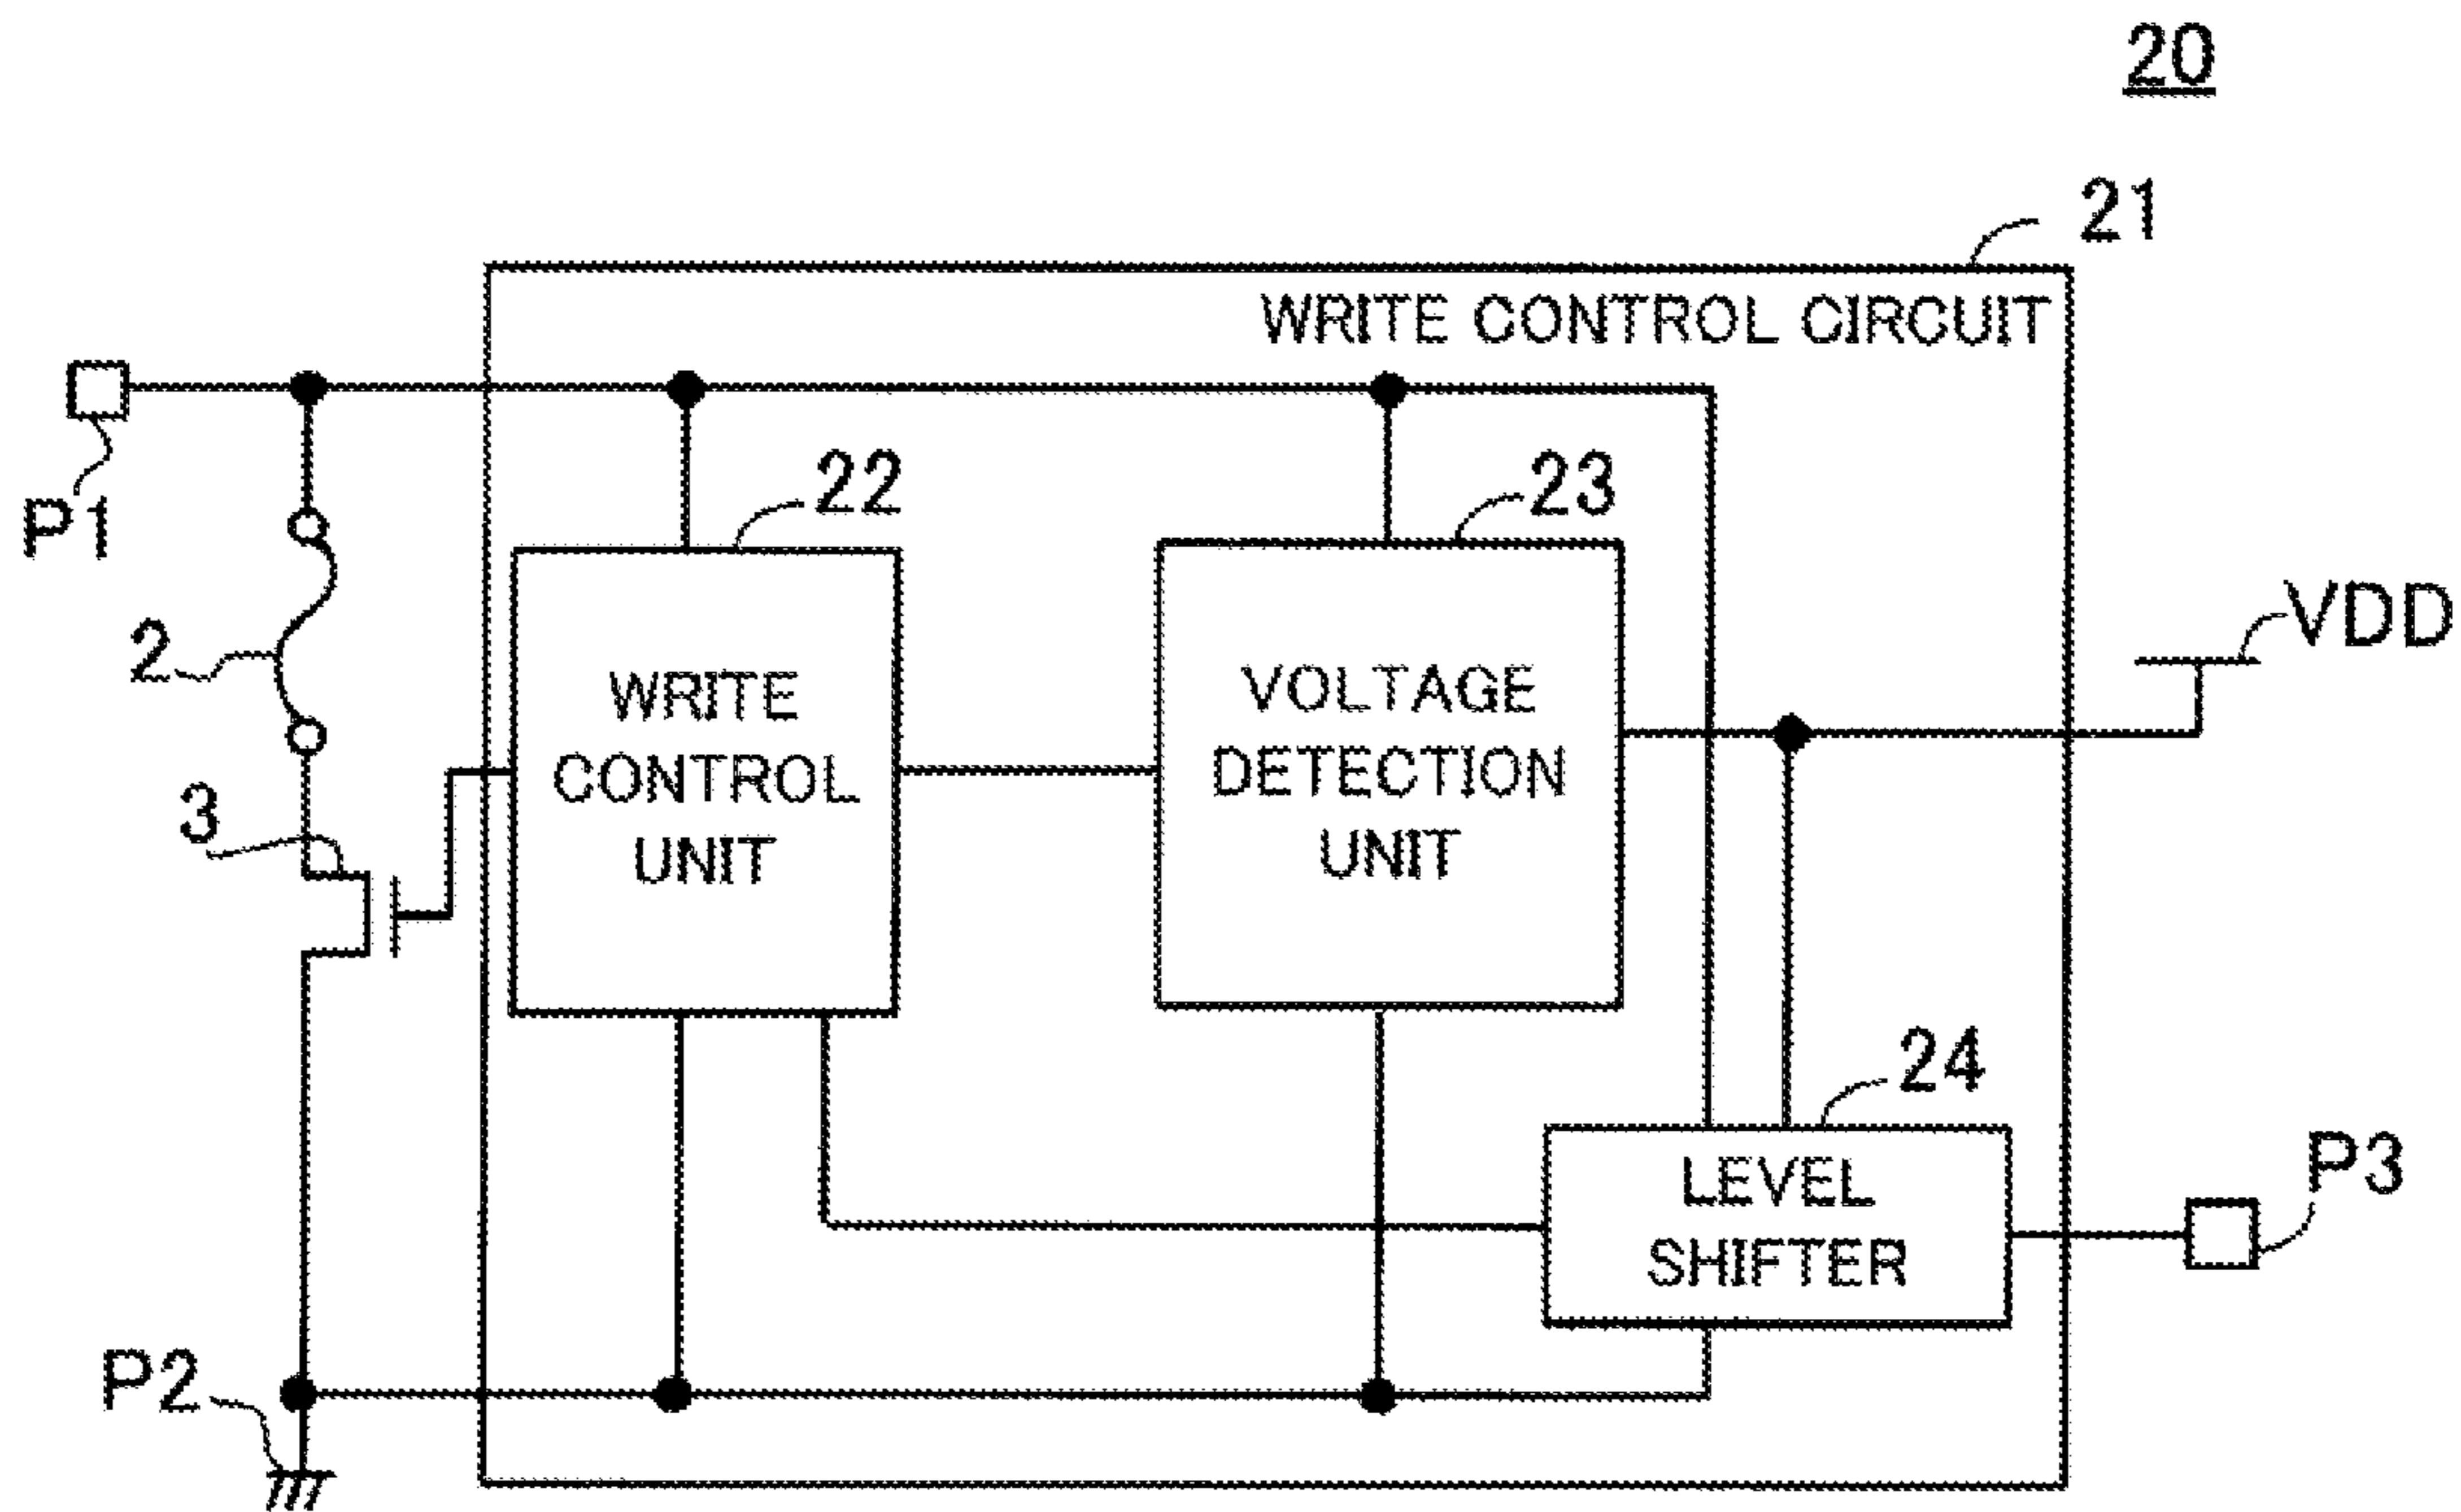 20
21
WRITE CONTROL CIRCUIT
P1
22
23
2
VDD
WRITE
CONTROL
UNIT
VOLTAGE
DETECTION
UNIT
3
24
LEVEL
SHIFTER
P3
P2